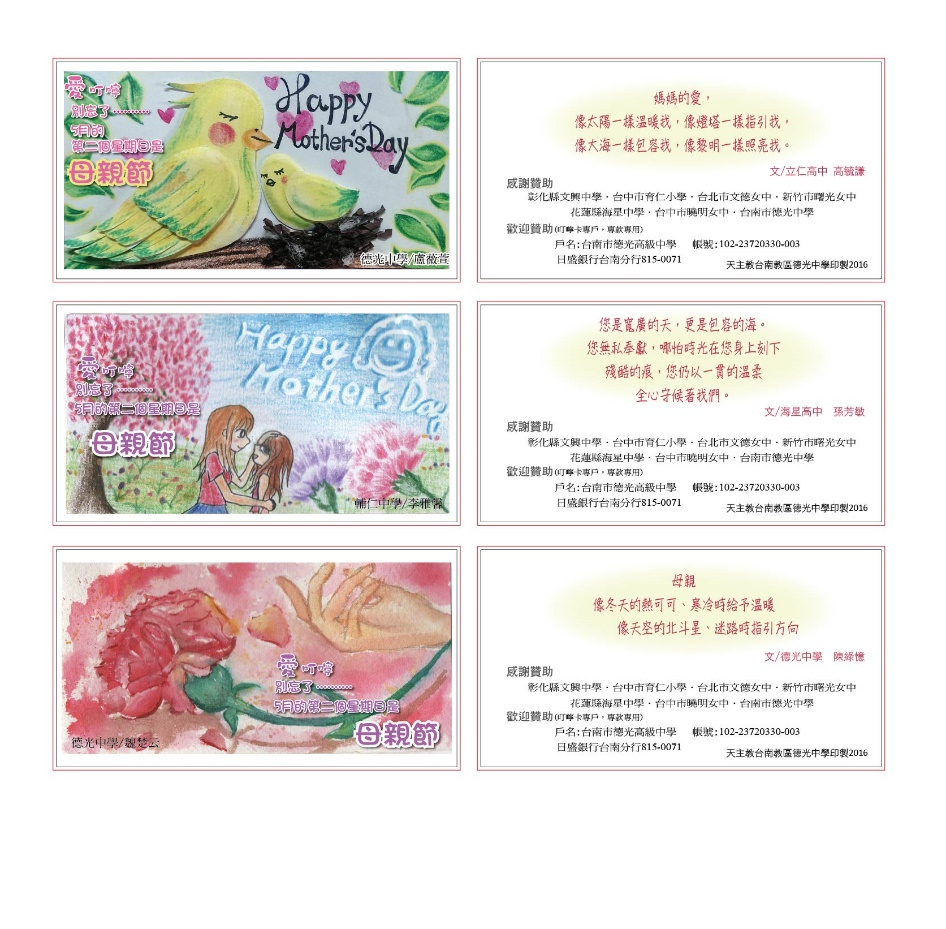 愛 叮嚀
別忘了…………
5月的
第二個星期日是
母親節
Happy
Mother's Day
德光中學/盧薇萱
媽媽的愛，
像太陽一樣溫暖我，像燈塔一樣指引我，
像大海一樣包容我，像黎明一樣照亮我。
文/立仁高中 高毓謙
感謝贊助
彰化縣文興中學．台中市育仁小學．台北市文德女中．新竹市曙光女中
花蓮縣海星中學．台中市曉明女中．台南市德光中學
歡迎贊助(叮嚀卡專戶，專款專用)
戶名:台南市德光高級中學 帳號:102-23720330-003
日盛銀行台南分行815-0071
天主教台南教區德光中學印製2016
Happy
Mother's Day
愛 叮嚀
別忘了…………
5月的第二個星期日是
母親節
輔仁中學/李雅馨
您是寬廣的天，更是包容的海。
您無私奉獻，哪怕時光在您身上刻下
殘酷的痕，您仍以一貫的溫柔
全心守候著我們。
文/海星高中 孫芳敏
感謝贊助
彰化縣文興中學．台中市育仁小學．台北市文德女中．新竹市曙光女中
花蓮縣海星中學．台中市曉明女中．台南市德光中學
歡迎贊助(叮嚀卡專戶，專款專用)
戶名:台南市德光高級中學 帳號:102-23720330-003
日盛銀行台南分行815-0071
天主教台南教區德光中學印製2016
愛 叮嚀
別忘了…………
5月的第二個星期日是
母親節
德光中學/魏楚云
母親
像冬天的熱可可、寒冷時給予溫暖
像天空的北斗星、迷路時指引方向
文/德光中學 陳緣憶
感謝贊助
彰化縣文興中學．台中市育仁小學．台北市文德女中．新竹市曙光女中
花蓮縣海星中學．台中市曉明女中．台南市德光中學
歡迎贊助(叮嚀卡專戶，專款專用)
戶名:台南市德光高級中學 帳號:102-23720330-003
日盛銀行台南分行815-0071
天主教台南教區德光中學印製2016